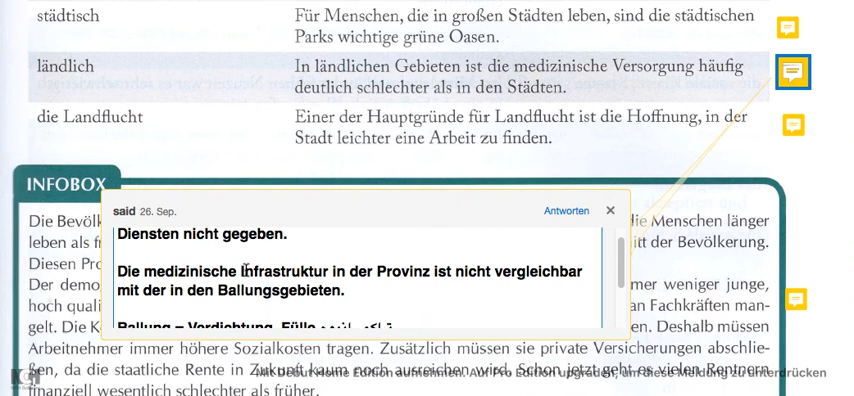 städtisch
Für Menschen, die in großen Städten leben, sind die städtischen
Parks wichtige grüne Oasen.
ländlich
In ländlichen Gebieten ist die medizinische Versorgung häufig
deutlich schlechter als in den Städten.
die Landflucht
Einer der Hauptgründe für Landflucht ist die Hoffnung, in der
Stadt leichter eine Arbeit zu finden.
INFOBOX
said 26. Sep.
Antworten
Diensten nicht gegeben.
Die medizinische Infrastruktur in der Provinz ist nicht vergleichbar
mit der in den Ballungsgebieten.
Ballung = Verdichtung, Fülle
Die Bevölk die Menschen länger
leben als fr itt der Bevölkerung.
Diesen Pro
Der demo mer weniger junge,
hoch quali an Fachkräften man-
gelt. Die K en. Deshalb müssen
Arbeitnehmer immer höhere Sozialkosten tragen. Zusätzlich müssen sie private Versicherungen abschlie-
ßen, da die staatliche Rente in Zukunft kaum noch ausreichen wird. Schon jetzt geht es vielen Rentnern
Mit Debut Home Edition aufnehmen. Auf Pro Edition upgraden, um diese Meldung zu unterdrücken
finanziell wesentlich schlechter als früher.